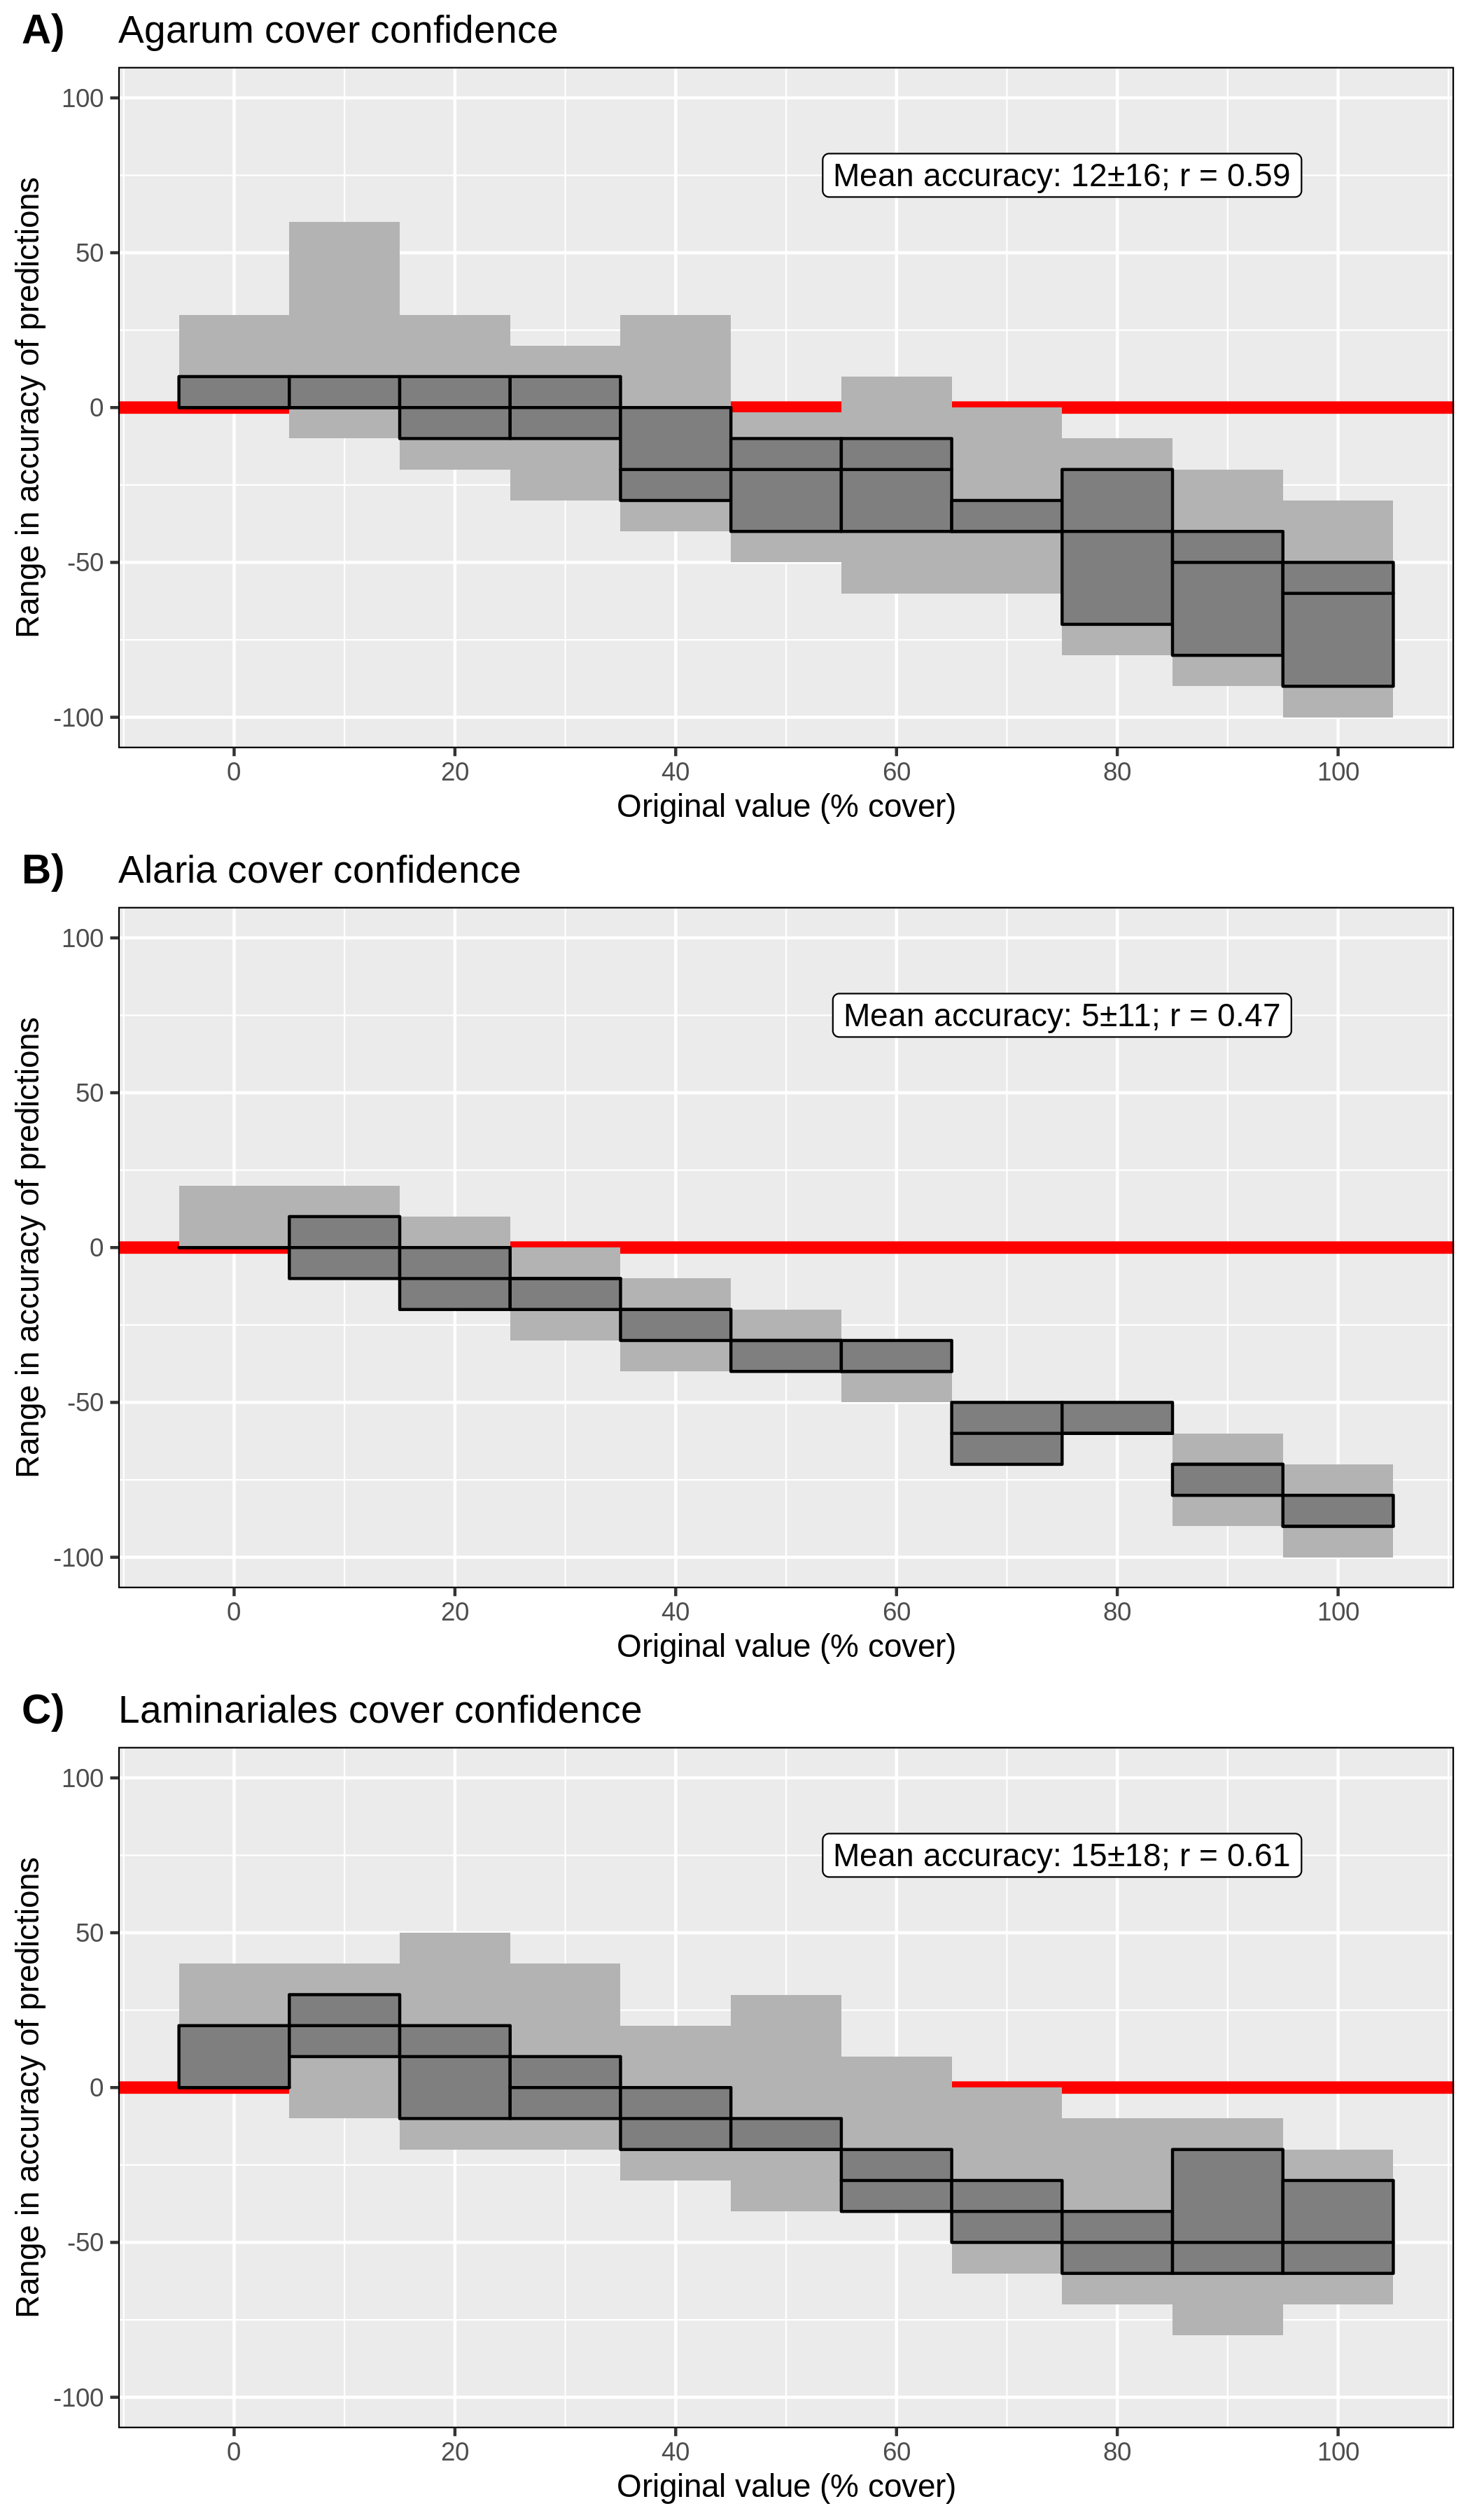 A) Agarum cover confidence
100
50
0
-50
-100
Range in accuracy of predictions
Mean accuracy: 12±16; r = 0.59
0 20 40 60 80 100
Original value (% cover)
B) Alaria cover confidence
100
50
0
-50
-100
Range in accuracy of predictions
Mean accuracy: 5±11; r = 0.47
0 20 40 60 80 100
Original value (% cover)
C) Laminariales cover confidence
100
50
0
-50
-100
Range in accuracy of predictions
Mean accuracy: 15±18; r = 0.61
0 20 40 60 80 100
Original value (% cover)